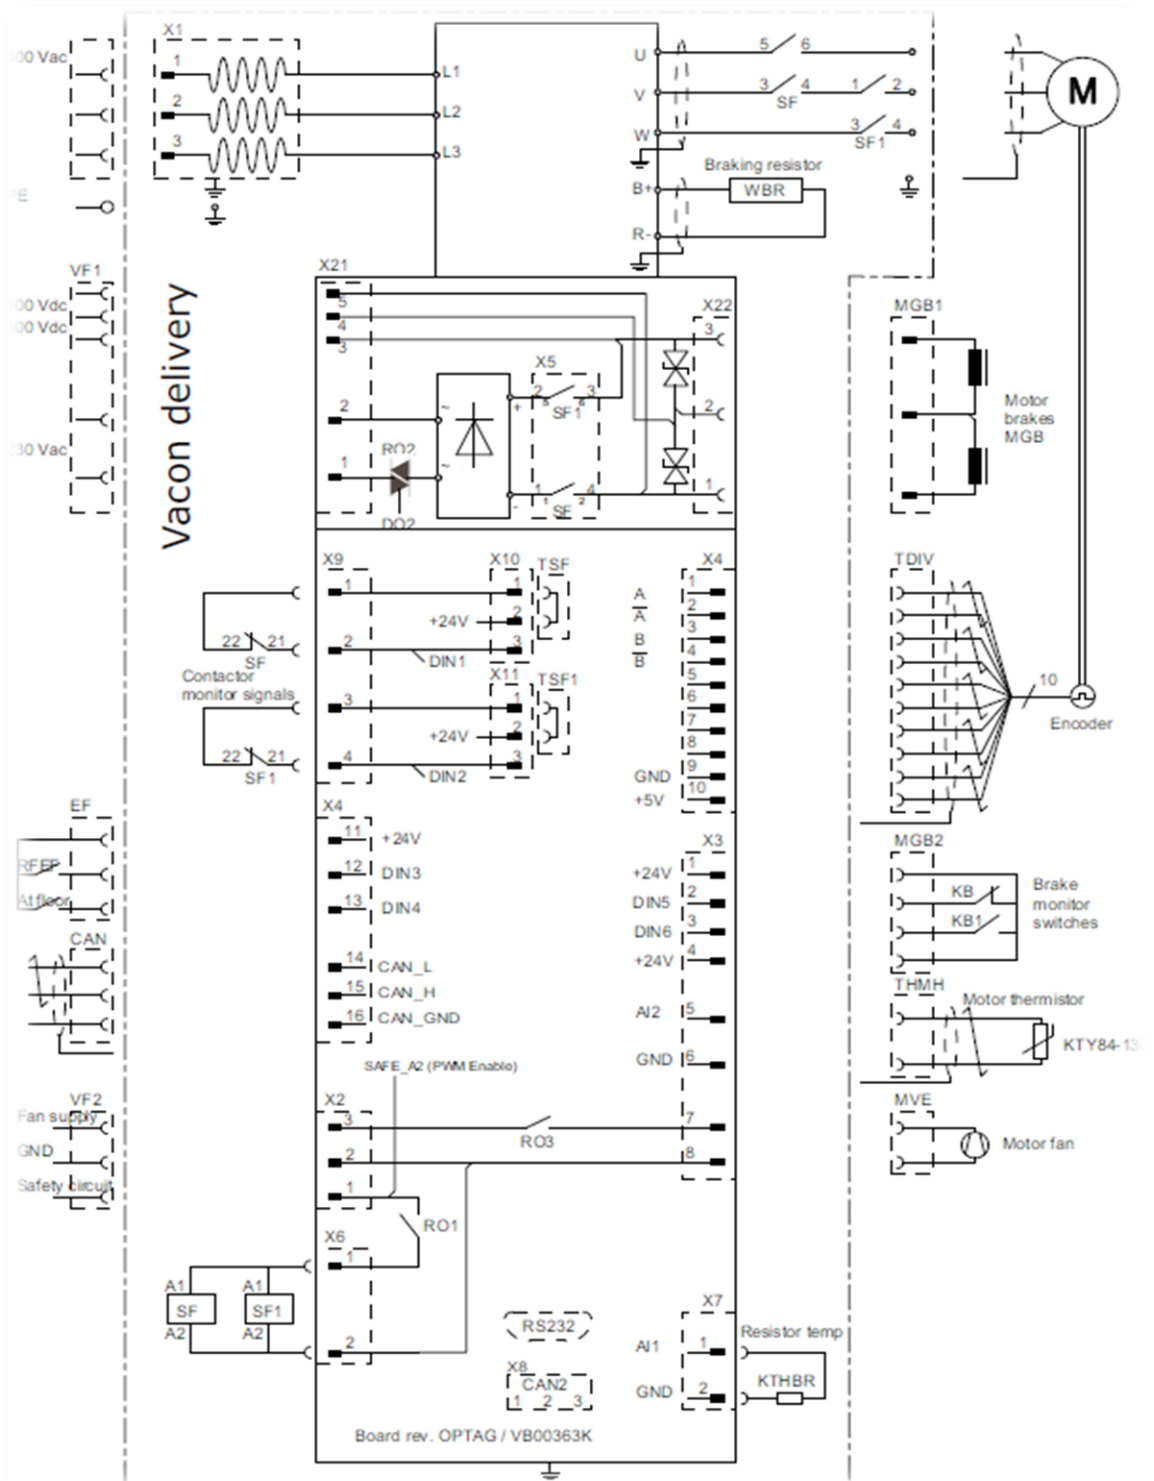 X1
1
2
3
L1
L2
L3
U
V
W
B+
R-
5 6
3 4
SF
1 2
3 4
SF1
M
Braking resistor
WBR
VF1
Vacon delivery
X21
5
4
3
2
1
RO2
DO2
~
~
+
-
X5
2 5 6 3
SF1
1 1 2 4
SF
X22
3
2
1
MGB1
Motor
brakes
MGB
X9
1
2
3
4
22 21
SF
Contactor
monitor signals
22 21
SF1
X10
1
2
3
TSF
+24V
DIN1
X11
1
2
3
TSF1
+24V
DIN2
X4
A 1
A 2
B 3
B 4
5
6
7
8
GND 9
+5V 10
TDIV
10
Encoder
EF
RFEF
At floor
CAN
X4
11 +24V
12 DIN3
13 DIN4
14 CAN_L
15 CAN_H
16 CAN_GND
X3
+24V 1
DIN5 2
DIN6 3
+24V 4
AI2 5
GND 6
7
8
MGB2
KB
KB1
Brake
monitor
switches
THMH
Motor thermistor
MVE
Motor fan
SAFE_A2 (PWM Enable)
VF2
Fan supply
GND
Safety circuit
X2
3
2
1
RO3
RO1
X6
1
2
A1 A1
SF SF1
A2 A2
RS232
X8
CAN2
1 2 3
X7
AI1 1
GND 2
Resistor temp
KTHBR
Board rev. OPTAG / VB00363K